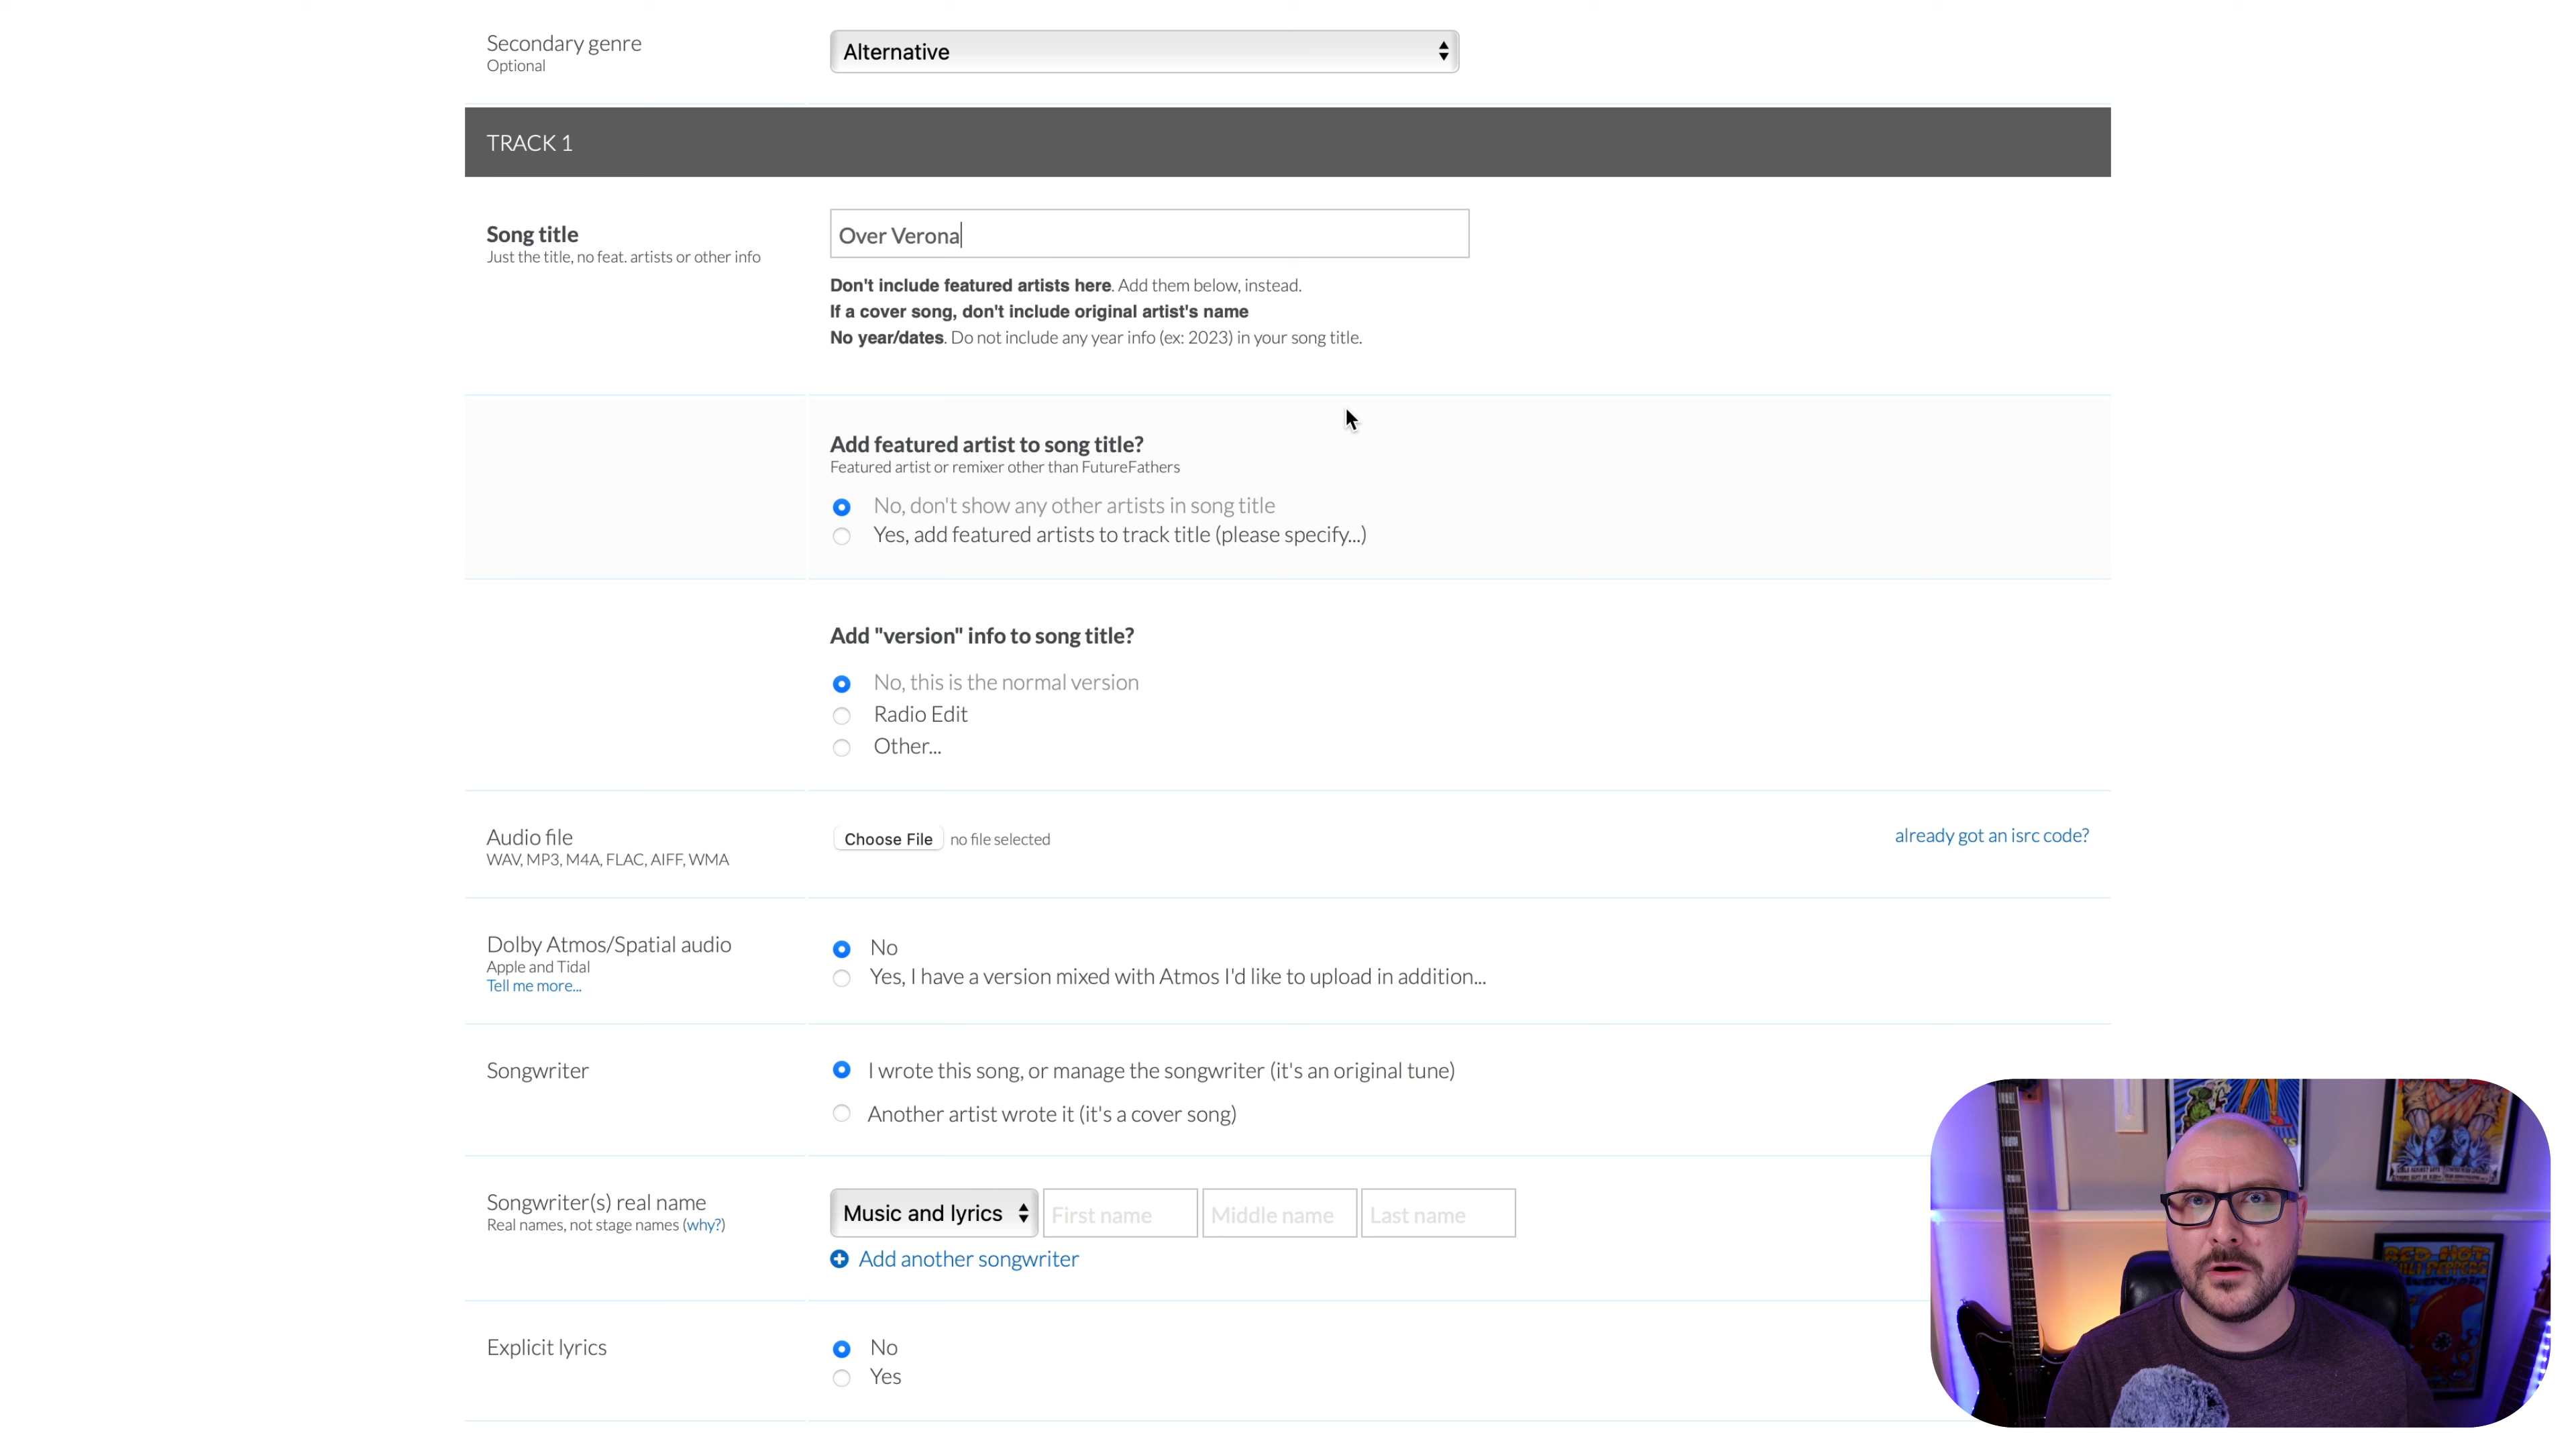 Secondary genre
Optional
Alternative
TRACK 1
Song title
Just the title, no feat. artists or other info
Over Verona
Don't include featured artists here. Add them below, instead.
If a cover song, don't include original artist's name
No year/dates. Do not include any year info (ex: 2023) in your song title.
Add featured artist to song title?
Featured artist or remixer other than FutureFathers
No, don't show any other artists in song title
Yes, add featured artists to track title (please specify...)
Add "version" info to song title?
No, this is the normal version
Radio Edit
Other...
Audio file
WAV, MP3, M4A, FLAC, AIFF, WMA
Choose File no file selected
already got an isrc code?
Dolby Atmos/Spatial audio
Apple and Tidal
Tell me more...
No
Yes, I have a version mixed with Atmos I'd like to upload in addition...
Songwriter
I wrote this song, or manage the songwriter (it's an original tune)
Another artist wrote it (it's a cover song)
Songwriter(s) real name
Real names, not stage names (why?)
Music and lyrics First name Middle name Last name
Add another songwriter
Explicit lyrics
No
Yes
RED HOT
CHILI PEPPERS